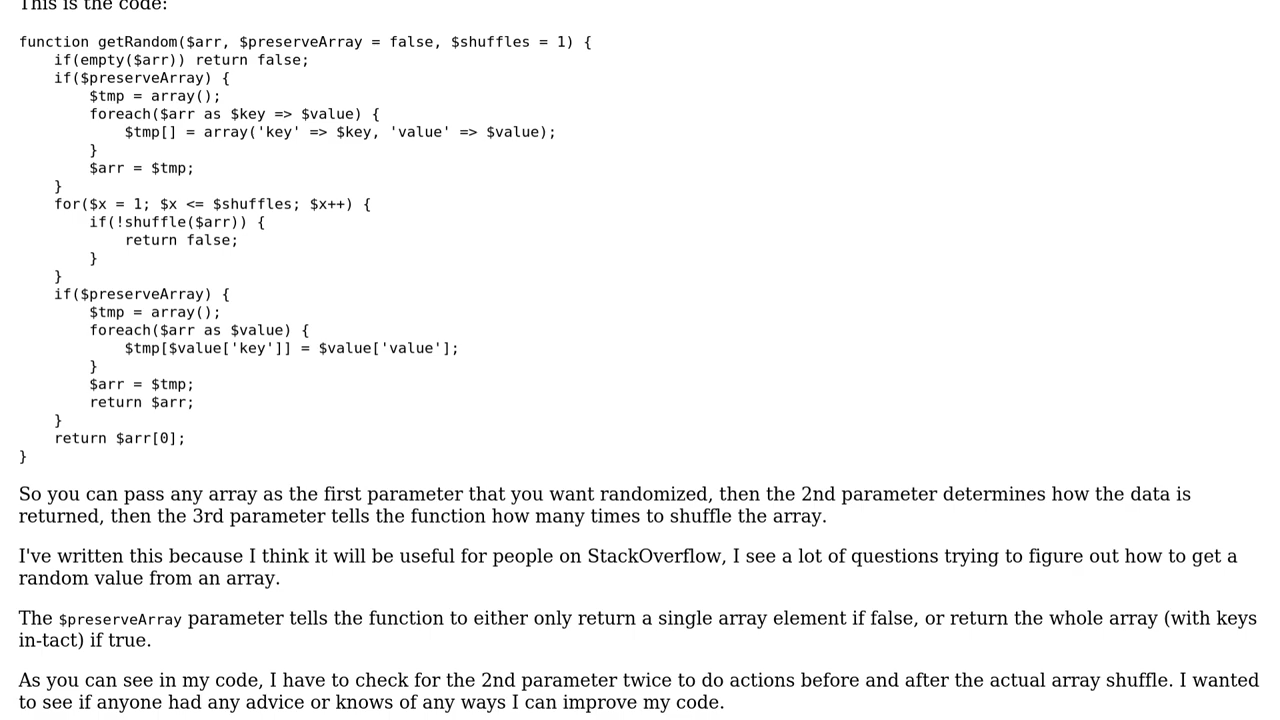 This is the code:
function getRandom($arr, $preserveArray = false, $shuffles = 1) {
    if(empty($arr)) return false;
    if($preserveArray) {
        $tmp = array();
        foreach($arr as $key => $value) {
            $tmp[] = array('key' => $key, 'value' => $value);
        }
        $arr = $tmp;
    }
    for($x = 1; $x <= $shuffles; $x++) {
        if(!shuffle($arr)) {
            return false;
        }
    }
    if($preserveArray) {
        $tmp = array();
        foreach($arr as $value) {
            $tmp[$value['key']] = $value['value'];
        }
        $arr = $tmp;
        return $arr;
    }
    return $arr[0];
}
So you can pass any array as the first parameter that you want randomized, then the 2nd parameter determines how the data is
returned, then the 3rd parameter tells the function how many times to shuffle the array.
I've written this because I think it will be useful for people on StackOverflow, I see a lot of questions trying to figure out how to get a
random value from an array.
The $preserveArray parameter tells the function to either only return a single array element if false, or return the whole array (with keys
in-tact) if true.
As you can see in my code, I have to check for the 2nd parameter twice to do actions before and after the actual array shuffle. I wanted
to see if anyone had any advice or knows of any ways I can improve my code.